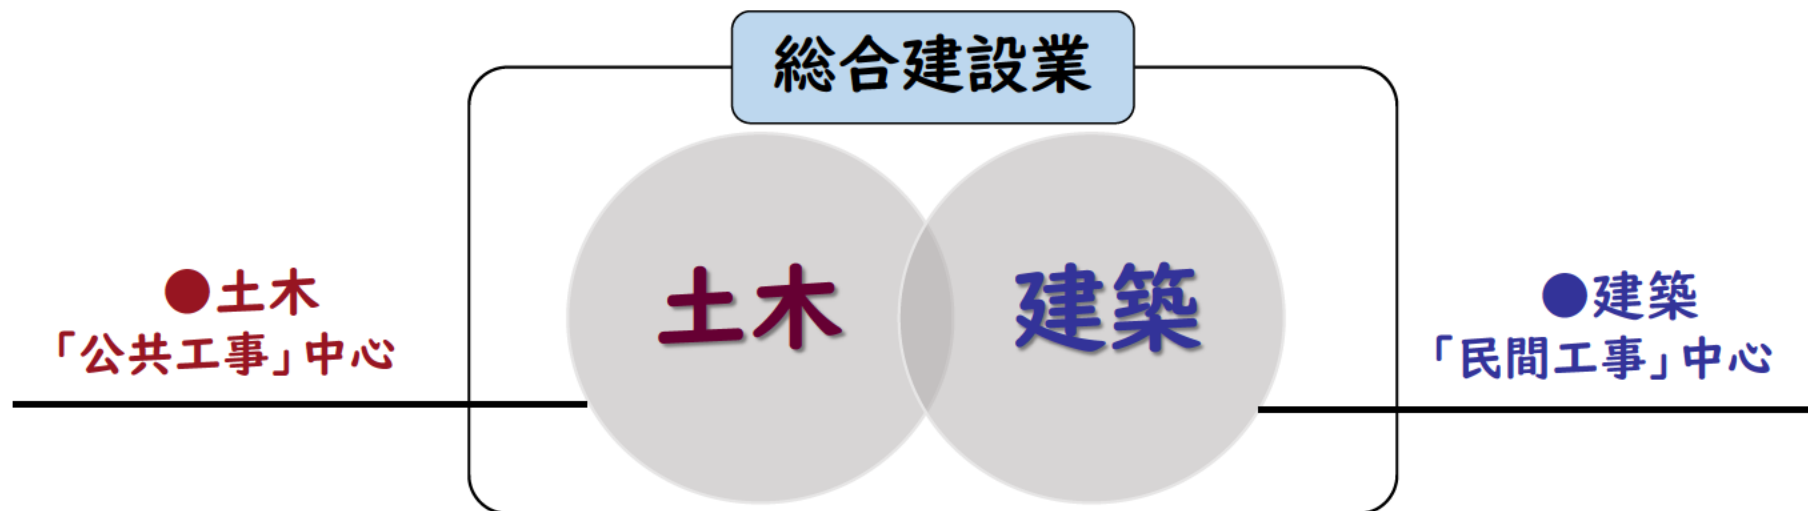 総合建設業
土木
建築
●土木
「公共工事」中心
●建築
「民間工事」中心